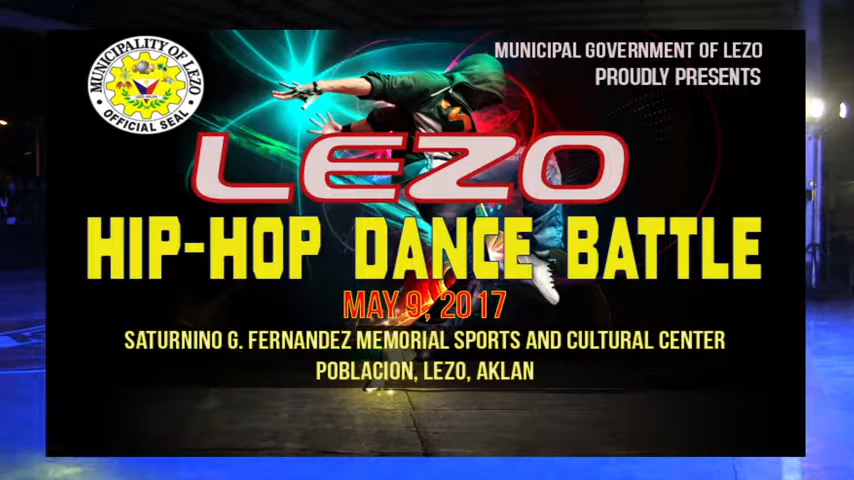 MUNICIPALITY OF LEZO
OFFICIAL SEAL
MUNICIPAL GOVERNMENT OF LEZO
PROUDLY PRESENTS
LEZO
HIP-HOP DANCE BATTLE
MAY 9, 2017
SATURNINO G. FERNANDEZ MEMORIAL SPORTS AND CULTURAL CENTER
POBLACION, LEZO, AKLAN